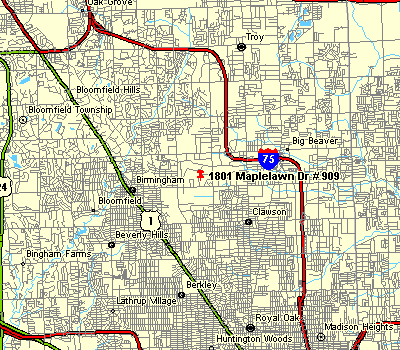 Oak Grove
Troy
Bloomfield Hills
Bloomfield Township
Big Beaver
75
1801 Maplelawn Dr # 909
24
Birmingham
Bloomfield
1
Clawson
Beverly Hills
Bingham Farms
Berkley
Lathrup Village
Royal Oak
Madison Heights
Huntington Woods